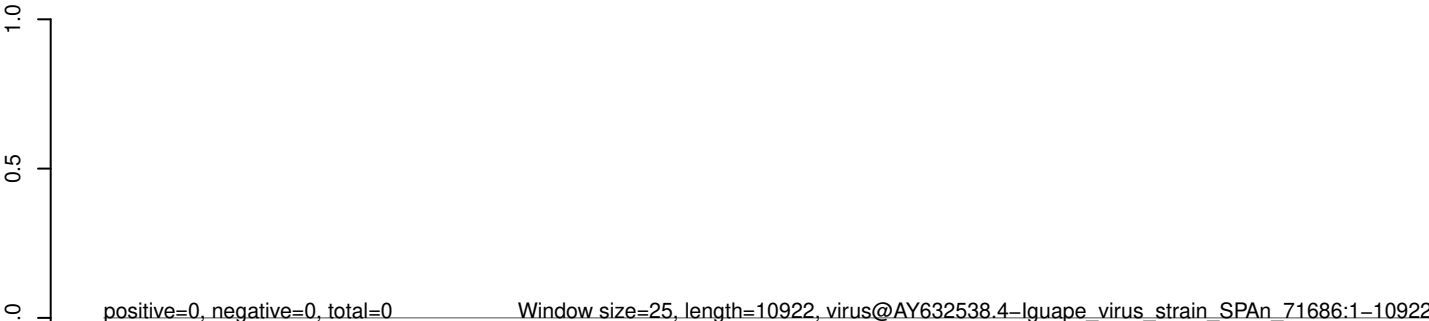 1.0
0.5
.0
positive=0, negative=0, total=0
Window size=25, length=10922, virus@AY632538.4−Iguape_virus_strain_SPAn_71686:1−10922